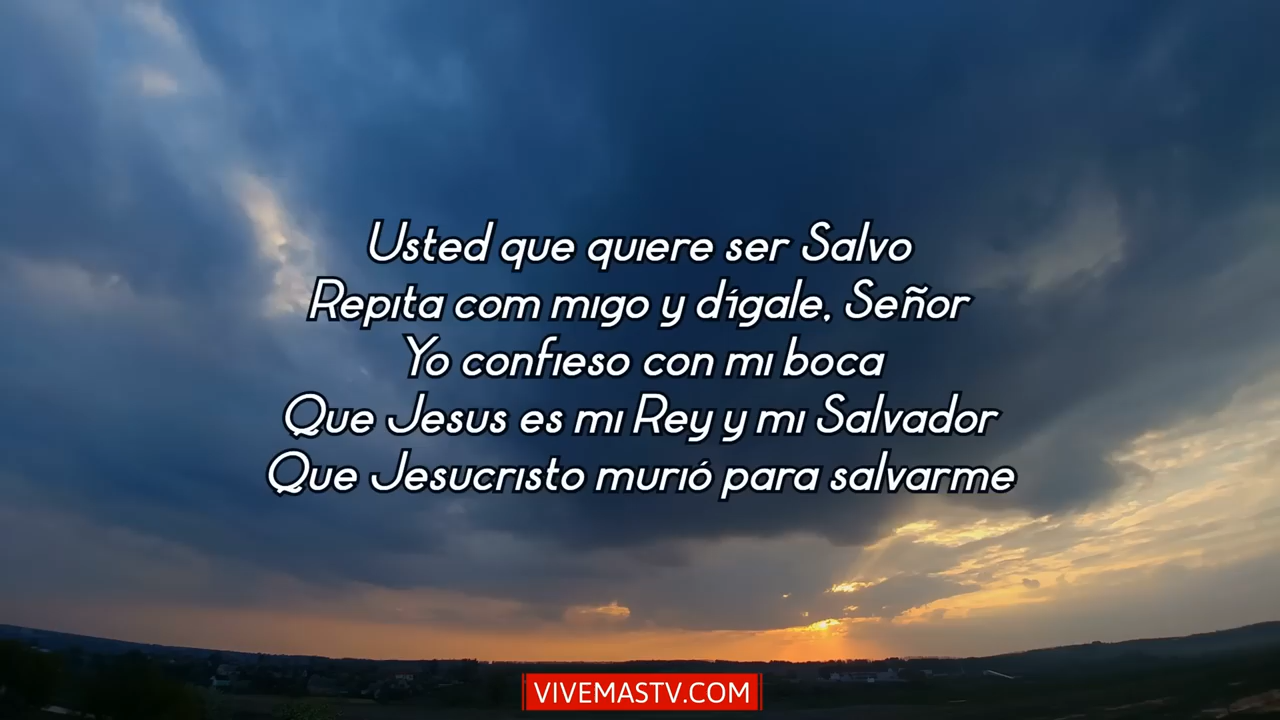 Usted que quiere ser Salvo
Repita com migo y dígale, Señor
Yo confieso con mi boca
Que Jesus es mi Rey y mi Salvador
Que Jesucristo murió para salvarme
VIVEMASTV.COM